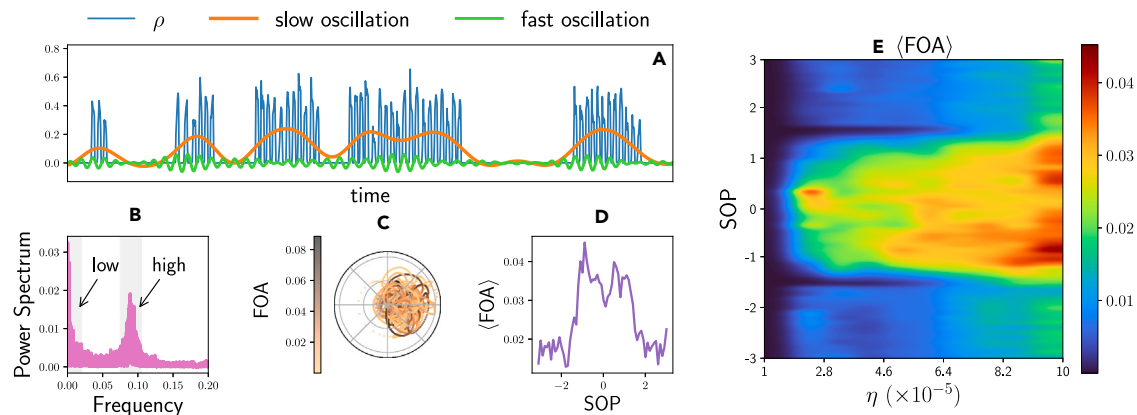 ρ slow oscillation fast oscillation
A
0.8
0.6
0.4
0.2
0.0
time
B
Power Spectrum
0.03
0.02
0.01
0.00
low
high
0.00 0.05 0.10 0.15 0.20
Frequency
C
FOA
0.08
0.06
0.04
0.02
D
⟨FOA⟩
0.04
0.03
0.02
−2 0 2
SOP
E ⟨FOA⟩
SOP
3
2
1
0
-1
-2
-3
1 2.8 4.6 6.4 8.2 10
η (×10⁻⁵)
0.04
0.03
0.02
0.01